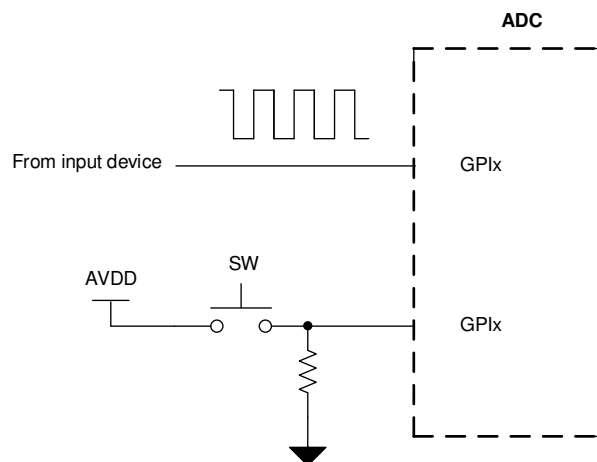 ADC
From input device
GPIx
AVDD
SW
GPIx